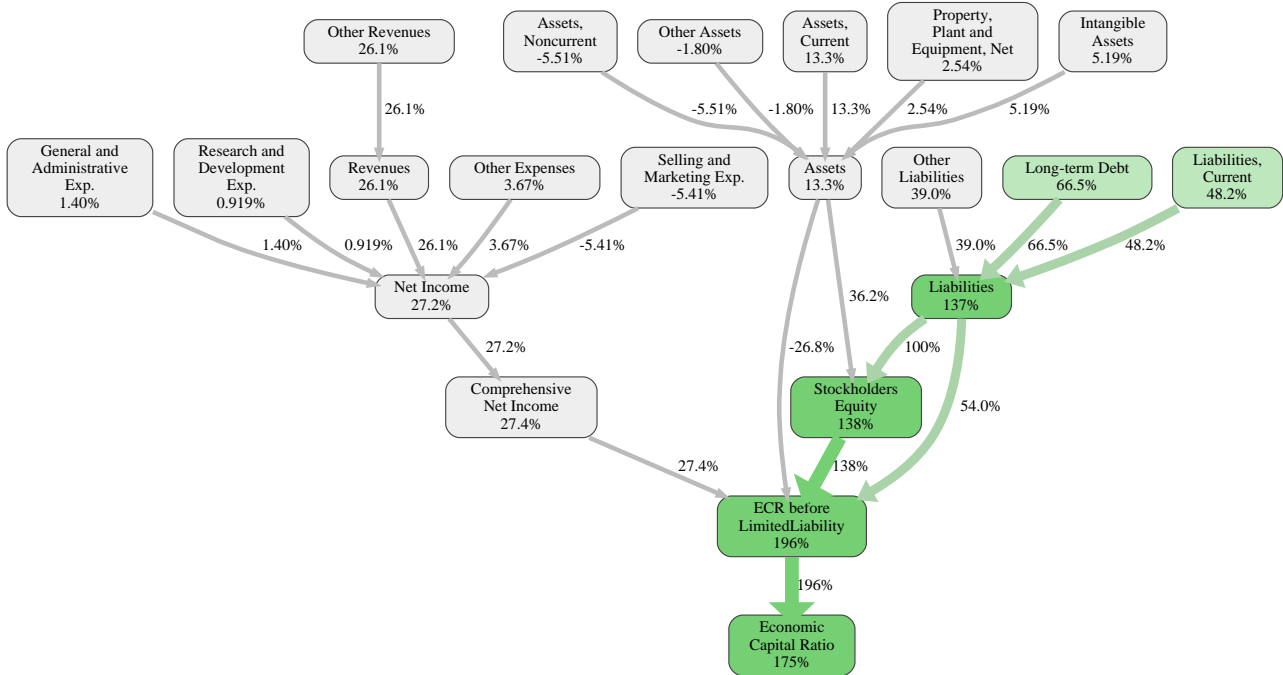 Other Revenues
26.1%
Assets,
Noncurrent
-5.51%
Other Assets
-1.80%
Assets,
Current
13.3%
Property,
Plant and
Equipment, Net
2.54%
Intangible
Assets
5.19%
26.1%
-5.51%
-1.80%
13.3%
2.54%
5.19%
General and
Administrative
Exp.
1.40%
Research and
Development
Exp.
0.919%
Revenues
26.1%
Other Expenses
3.67%
Selling and
Marketing Exp.
-5.41%
Assets
13.3%
Other
Liabilities
39.0%
Long-term Debt
66.5%
Liabilities,
Current
48.2%
1.40%
0.919%
26.1%
3.67%
-5.41%
39.0%
66.5%
48.2%
Net Income
27.2%
36.2%
Liabilities
137%
27.2%
-26.8%
100%
Comprehensive
Net Income
27.4%
Stockholders
Equity
138%
54.0%
27.4%
138%
ECR before
LimitedLiability
196%
196%
Economic
Capital Ratio
175%